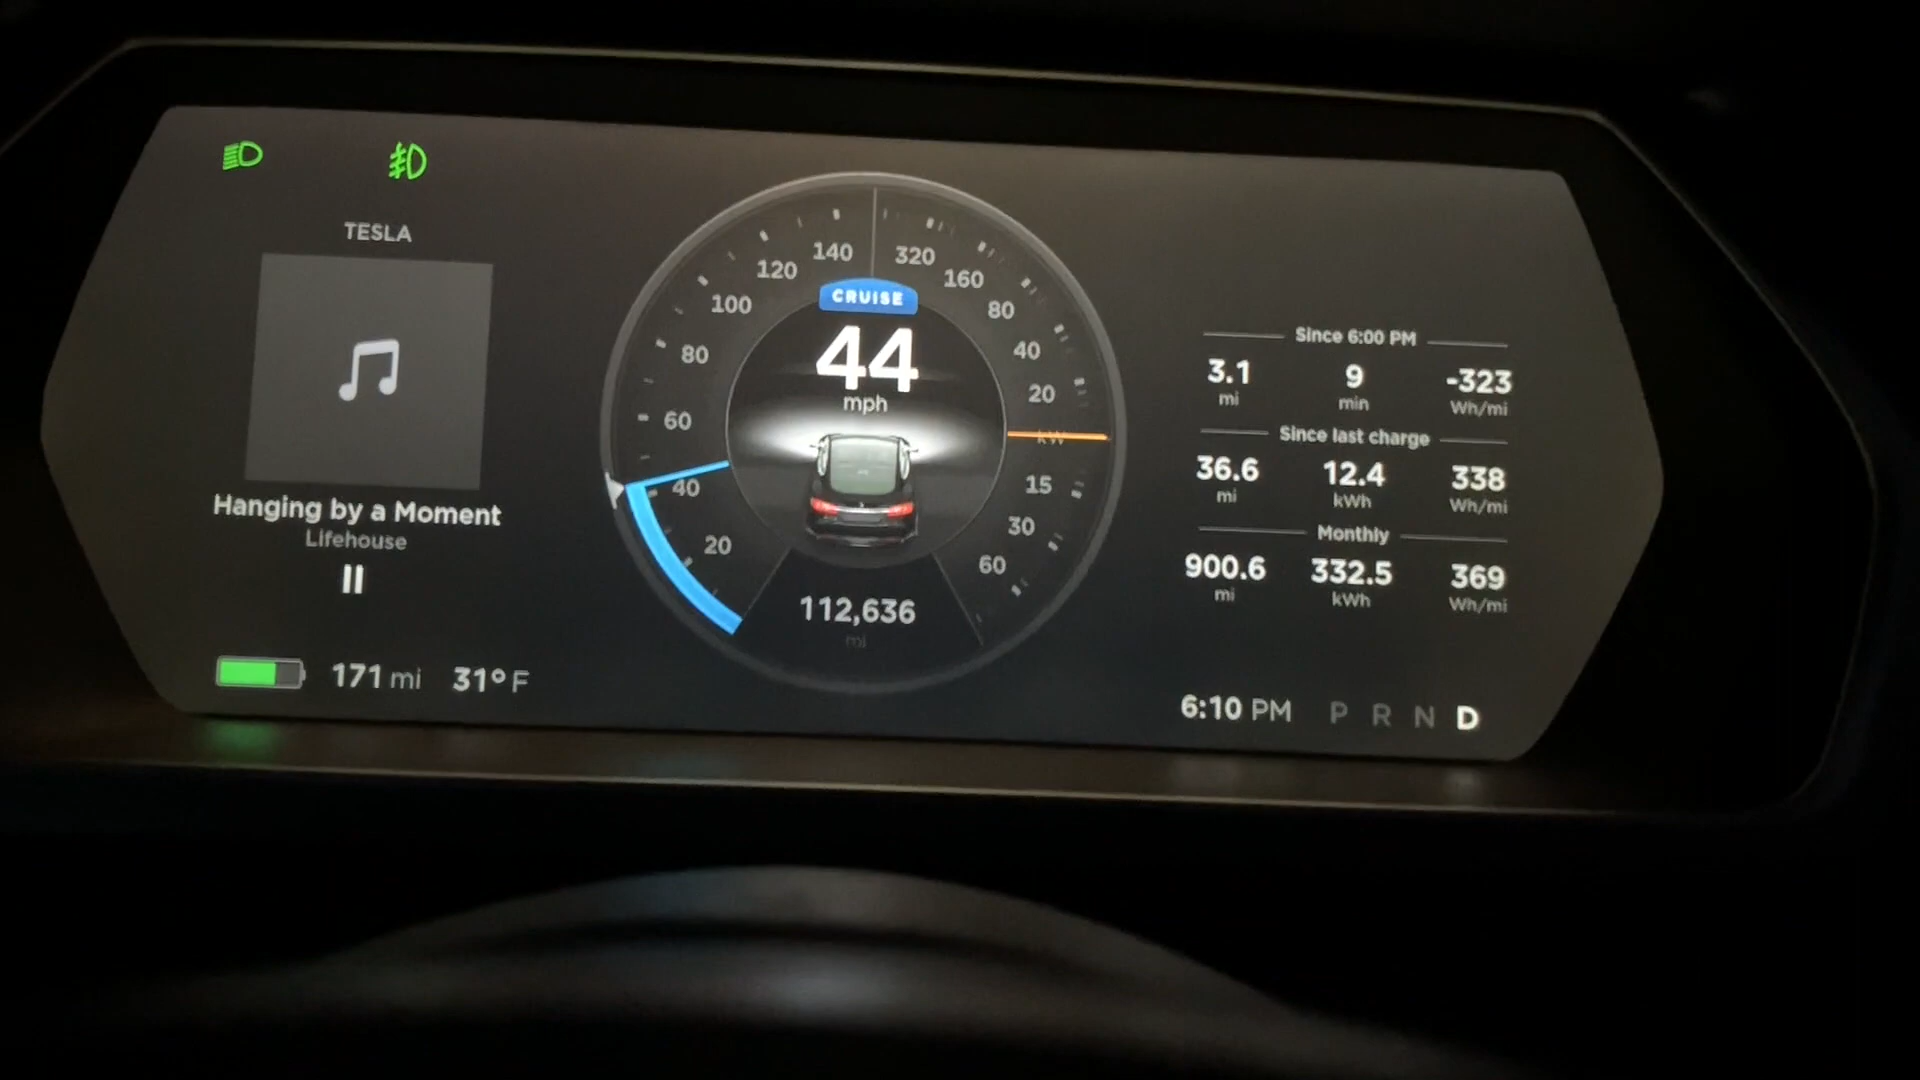 TESLA
Hanging by a Moment
Lifehouse
171 mi 31° F
140 320
120 160
100 80
CRUISE
44
mph
80 40
20
60 kW
40 15
20 30
60
112,636
mi
Since 6:00 PM
3.1 9 -323
mi min Wh/mi
Since last charge
36.6 12.4 338
mi kWh Wh/mi
Monthly
900.6 332.5 369
mi kWh Wh/mi
6:10 PM P R N D